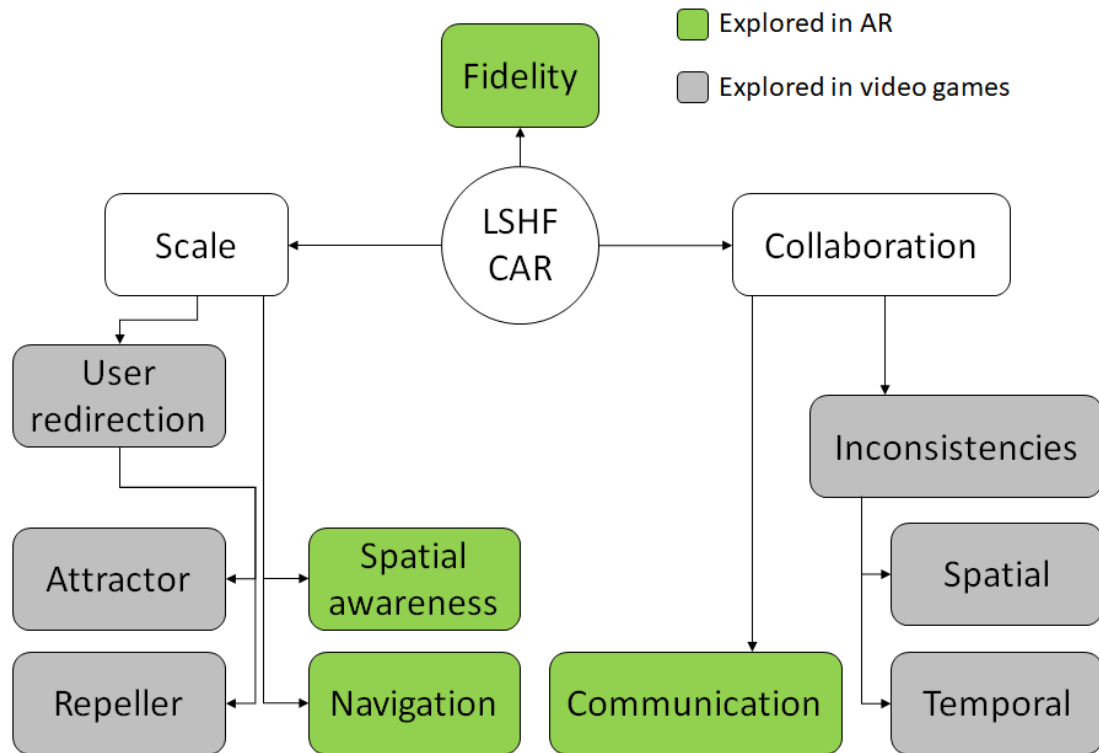 Explored in AR
Fidelity
Explored in video games
LSHF
CAR
Scale
Collaboration
User
redirection
Inconsistencies
Attractor
Spatial
awareness
Spatial
Repeller
Navigation
Communication
Temporal